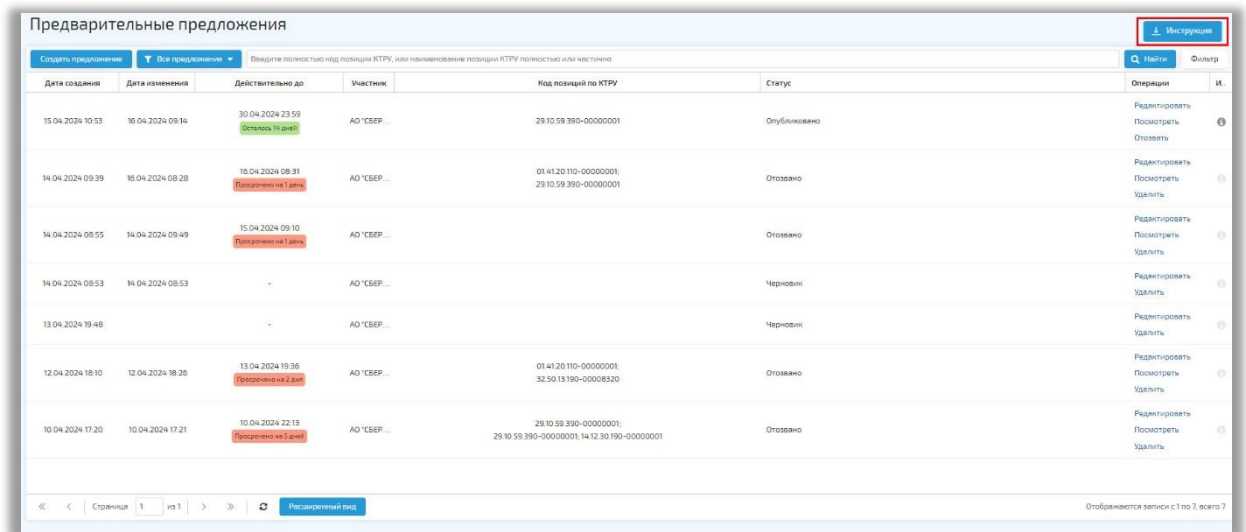 Предварительные предложения
Инструкция
Создать предложение Все предложения Введите полностью код позиции КТРУ, или наименование позиции КТРУ полностью или частично Найти Фильтр
Дата создания Дата изменения Действительно до Участник Код позиций по КТРУ Статус Операции И..
15.04.2024 10:53 16.04.2024 09:14 30.04.2024 23:59 АО "СБЕР... 29.10.59.390-00000001 Опубликовано Редактировать
Осталось 14 дней Посмотреть
Отозвать
14.04.2024 09:39 16.04.2024 08:28 16.04.2024 08:31 АО "СБЕР... 01.41.20.110-00000001; Отозвано Редактировать
Просрочено на 1 день 29.10.59.390-00000001 Посмотреть
Удалить
14.04.2024 08:55 14.04.2024 09:49 15.04.2024 09:10 АО "СБЕР... Отозвано Редактировать
Просрочено на 1 день Посмотреть
Удалить
14.04.2024 08:53 14.04.2024 08:53 - АО "СБЕР... Черновик Редактировать
Удалить
13.04.2024 19:48 - АО "СБЕР... Черновик Редактировать
Удалить
12.04.2024 18:10 12.04.2024 18:26 13.04.2024 19:36 АО "СБЕР... 01.41.20.110-00000001; Отозвано Редактировать
Просрочено на 2 дня 32.50.13.190-00008320 Посмотреть
Удалить
10.04.2024 17:20 10.04.2024 17:21 10.04.2024 22:13 АО "СБЕР... 29.10.59.390-00000001; Отозвано Редактировать
Просрочено на 5 дней 29.10.59.390-00000001; 14.12.30.190-00000001 Посмотреть
Удалить
Страница 1 из 1 Расширенный вид Отображаются записи с 1 по 7, всего 7